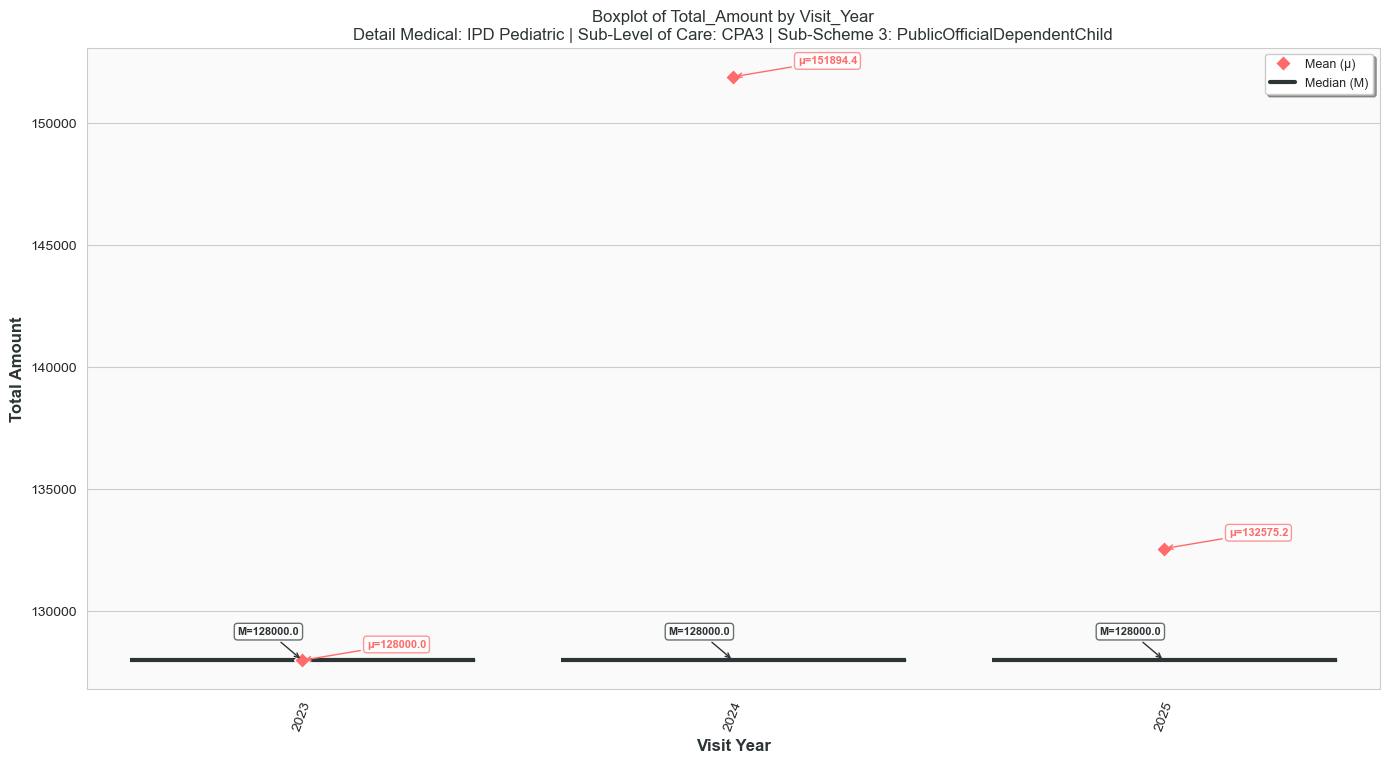 Boxplot of Total_Amount by Visit_Year
Detail Medical: IPD Pediatric | Sub-Level of Care: CPA3 | Sub-Scheme 3: PublicOfficialDependentChild
Mean (μ)
Median (M)
μ=151894.4
150000
145000
140000
135000
130000
Total Amount
μ=132575.2
M=128000.0
μ=128000.0
M=128000.0
M=128000.0
2023
2024
2025
Visit Year